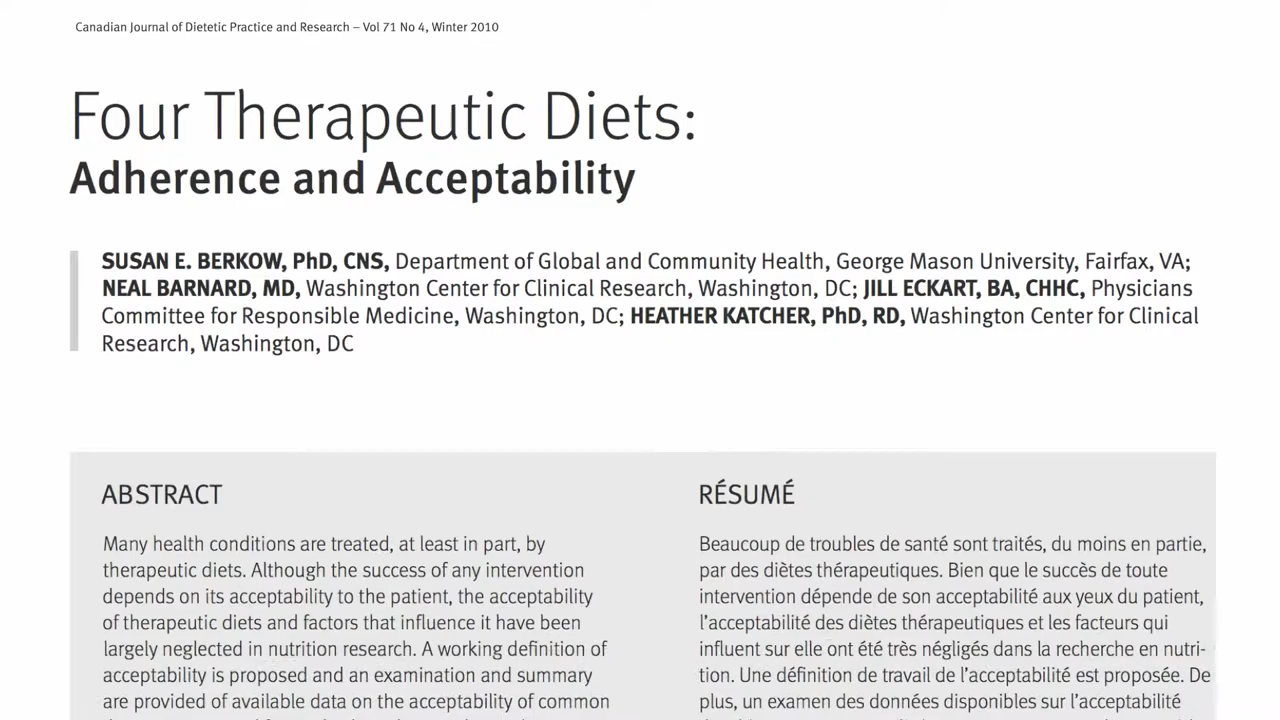 Canadian Journal of Dietetic Practice and Research – Vol 71 No 4, Winter 2010
Four Therapeutic Diets:
Adherence and Acceptability
SUSAN E. BERKOW, PhD, CNS, Department of Global and Community Health, George Mason University, Fairfax, VA;
NEAL BARNARD, MD, Washington Center for Clinical Research, Washington, DC; JILL ECKART, BA, CHHC, Physicians
Committee for Responsible Medicine, Washington, DC; HEATHER KATCHER, PhD, RD, Washington Center for Clinical
Research, Washington, DC
ABSTRACT
Many health conditions are treated, at least in part, by
therapeutic diets. Although the success of any intervention
depends on its acceptability to the patient, the acceptability
of therapeutic diets and factors that influence it have been
largely neglected in nutrition research. A working definition of
acceptability is proposed and an examination and summary
are provided of available data on the acceptability of common
RÉSUMÉ
Beaucoup de troubles de santé sont traités, du moins en partie,
par des diètes thérapeutiques. Bien que le succès de toute
intervention dépende de son acceptabilité aux yeux du patient,
l'acceptabilité des diètes thérapeutiques et les facteurs qui
influent sur elle ont été très négligés dans la recherche en nutri-
tion. Une définition de travail de l'acceptabilité est proposée. De
plus, un examen des données disponibles sur l'acceptabilité